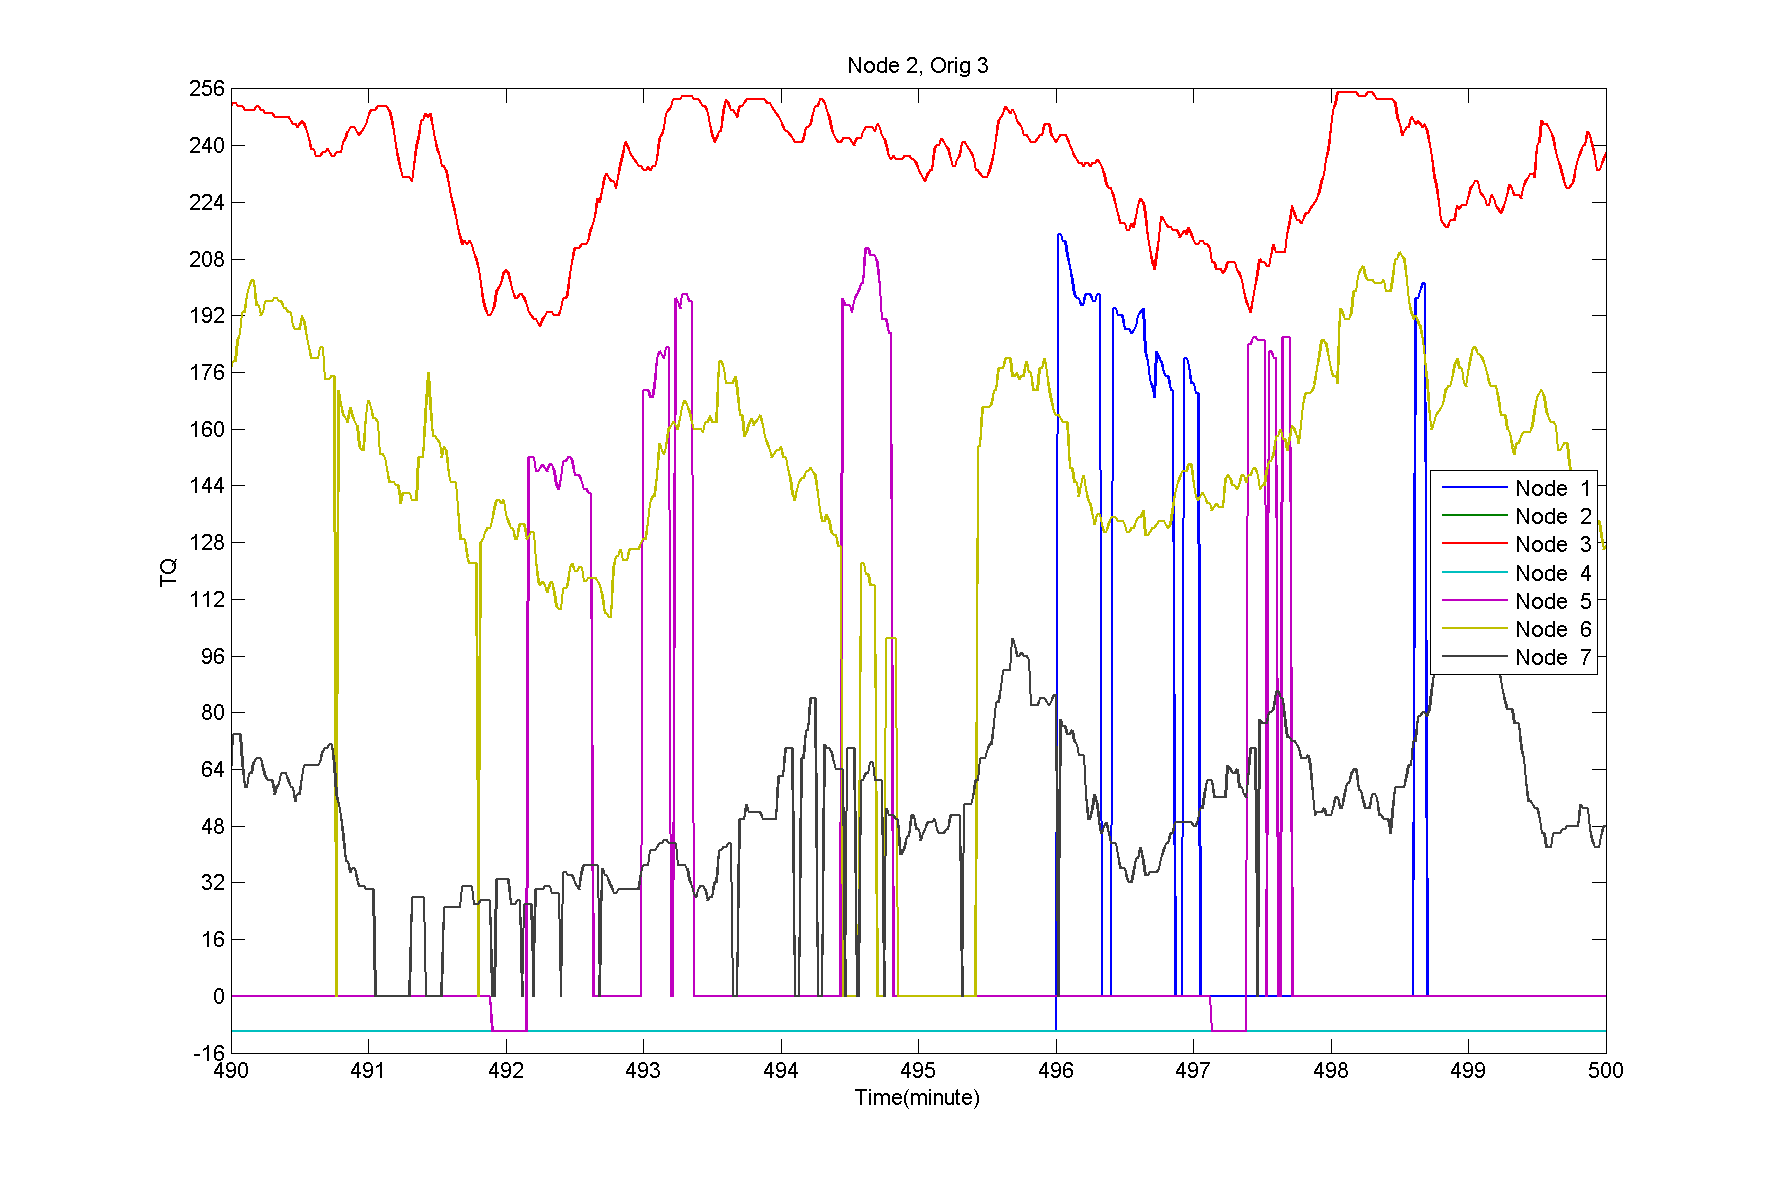 Node 2, Orig 3
256
240
224
208
192
176
160
144
128
112
96
80
64
48
32
16
0
-16
TQ
Node 1
Node 2
Node 3
Node 4
Node 5
Node 6
Node 7
490 491 492 493 494 495 496 497 498 499 500
Time(minute)